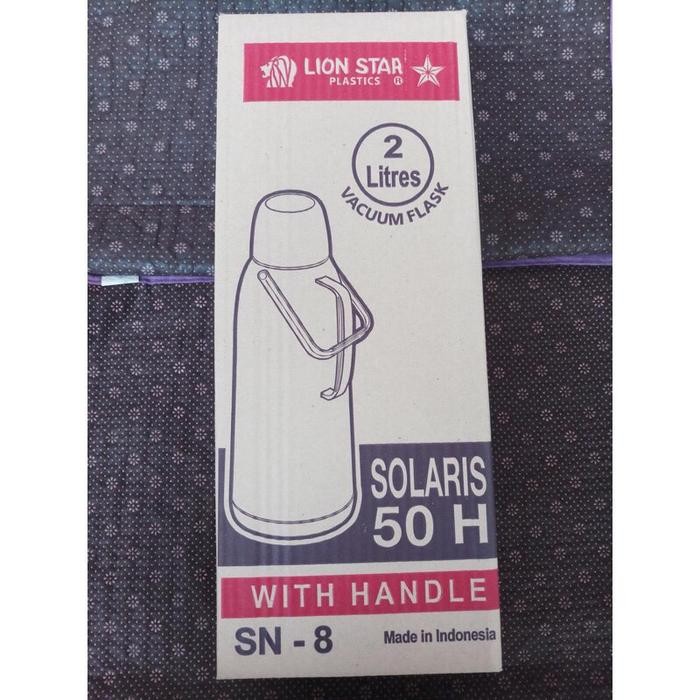 LION STAR
PLASTICS ®
2
Litres
VACUUM FLASK
SOLARIS
50 H
WITH HANDLE
SN - 8
Made in Indonesia